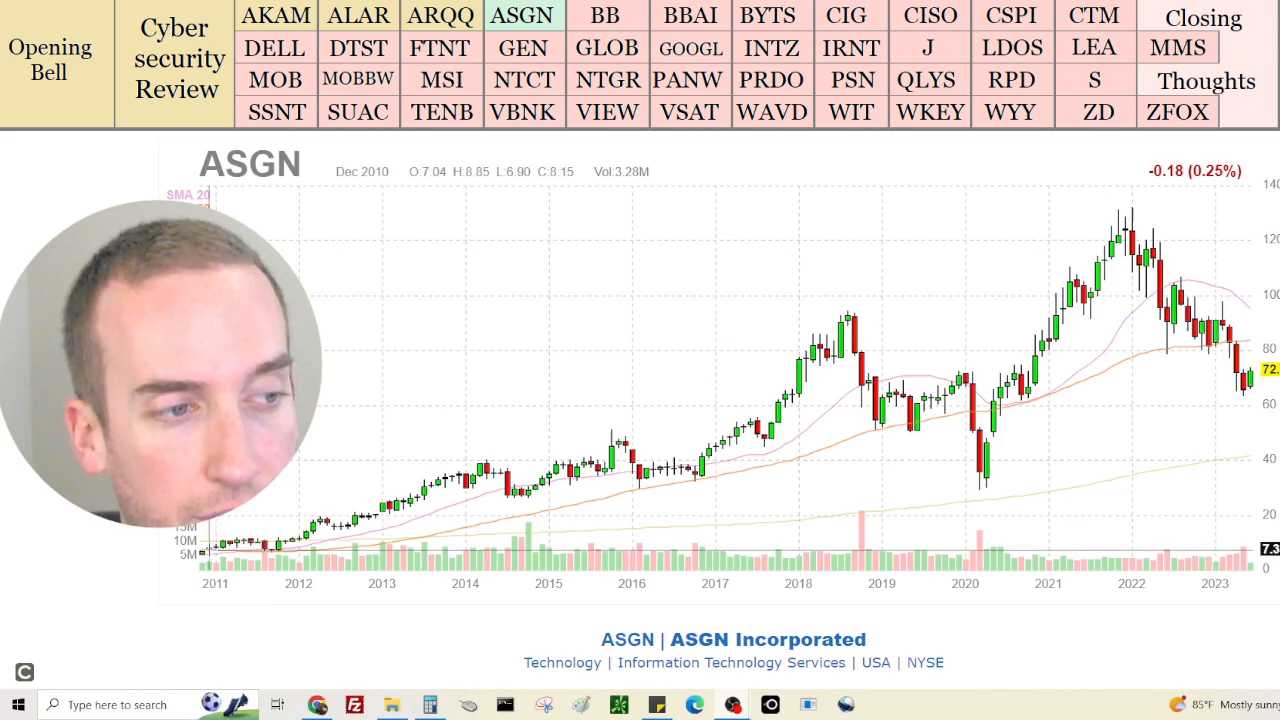 Opening
Bell
Cyber
security
Review
AKAM ALAR ARQQ ASGN BB BBAI BYTS CIG CISO CSPI CTM
DELL DTST FTNT GEN GLOB GOOGL INTZ IRNT J LDOS LEA MMS
MOB MOBBW MSI NTCT NTGR PANW PRDO PSN QLYS RPD S
SSNT SUAC TENB VBNK VIEW VSAT WAVD WIT WKEY WYY ZD ZFOX
Closing
Thoughts
ASGN Dec 2010 O:7.04 H:8.85 L:6.90 C:8.15 Vol:3.28M -0.18 (0.25%)
SMA 20
140
120
100
80
72.
60
40
20
7.3
0
15M
10M
5M
2011 2012 2013 2014 2015 2016 2017 2018 2019 2020 2021 2022 2023
ASGN | ASGN Incorporated
Technology | Information Technology Services | USA | NYSE
C
Type here to search
85°F Mostly sunn